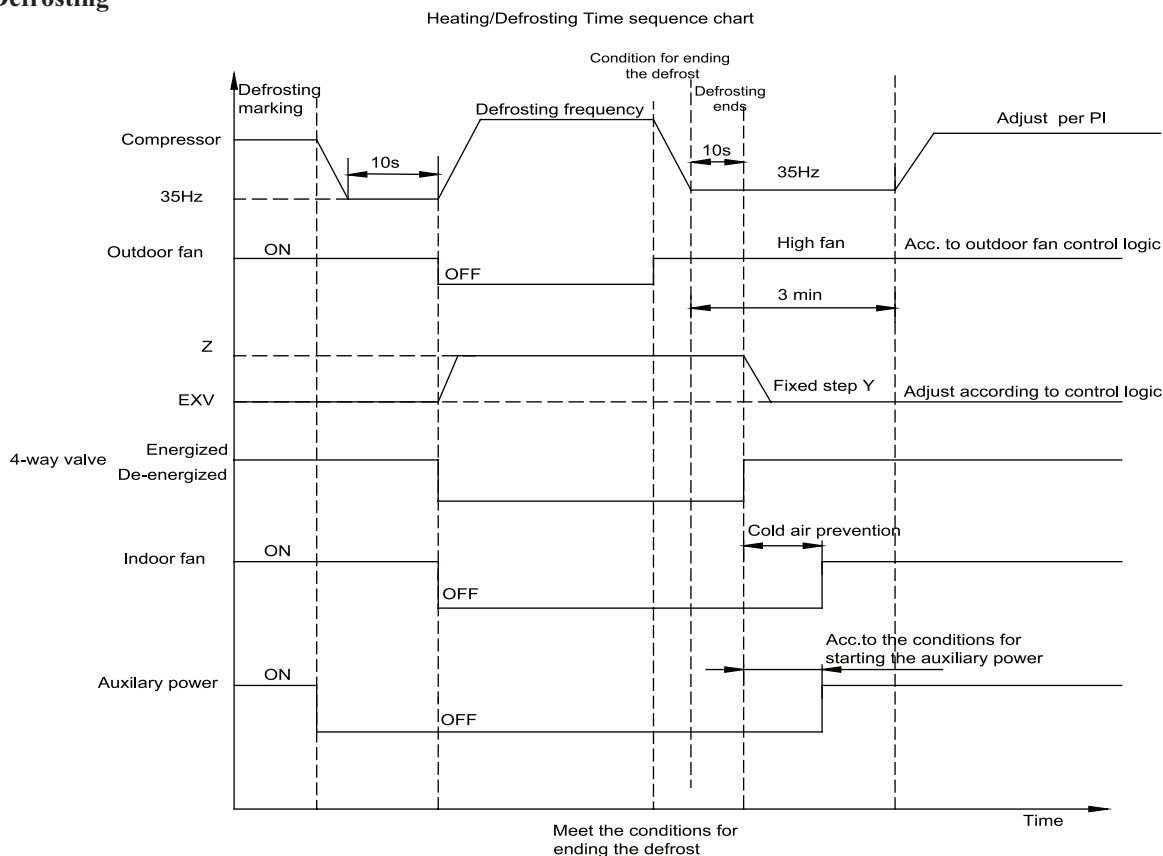 Defrosting
Heating/Defrosting Time sequence chart
Condition for ending
the defrost
Defrosting
marking
Defrosting
ends
Defrosting frequency
Adjust per PI
Compressor
10s
10s
35Hz
35Hz
Outdoor fan
ON
OFF
High fan
Acc. to outdoor fan control logic
3 min
Z
EXV
Fixed step Y
Adjust according to control logic
4-way valve
Energized
De-energized
Cold air prevention
Indoor fan
ON
OFF
Acc.to the conditions for
starting the auxiliary power
Auxilary power
ON
OFF
Time
Meet the conditions for
ending the defrost